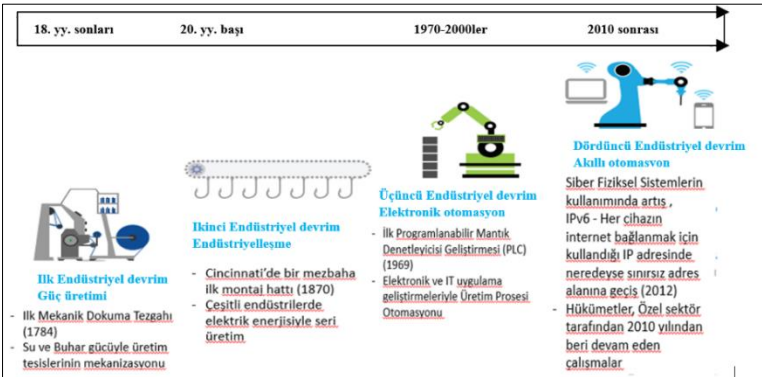 18. yy. sonları
20. yy. başı
1970-2000ler
2010 sonrası
Ilk Endüstriyel devrim
Güç üretimi
- Ilk Mekanik Dokuma Tezgahı
(1784)
- Su ve Buhar gücüyle üretim
tesislerinin mekanizasyonu
Ikinci Endüstriyel devrim
Endüstriyelleşme
- Cincinnati’de bir mezbaha
ilk montaj hattı (1870)
- Çeşitli endüstrilerde
elektrik enerjisiyle seri
üretim
Üçüncü Endüstriyel devrim
Elektronik otomasyon
- İlk Programlanabilir Mantık
Denetleyicisi Geliştirmesi (PLC)
(1969)
- Elektronik ve IT uygulama
geliştirmeleriyle Üretim Prosesi
Otomasyonu
Dördüncü Endüstriyel devrim
Akıllı otomasyon
Siber Fiziksel Sistemlerin
kullanımında artış ,
IPv6 - Her cihazın
internet bağlanmak için
kullandığı IP adresinde
neredeyse sınırsız adres
alanına geçiş (2012)
- Hükümetler, Özel sektör
tarafından 2010 yılından
beri devam eden
çalışmalar